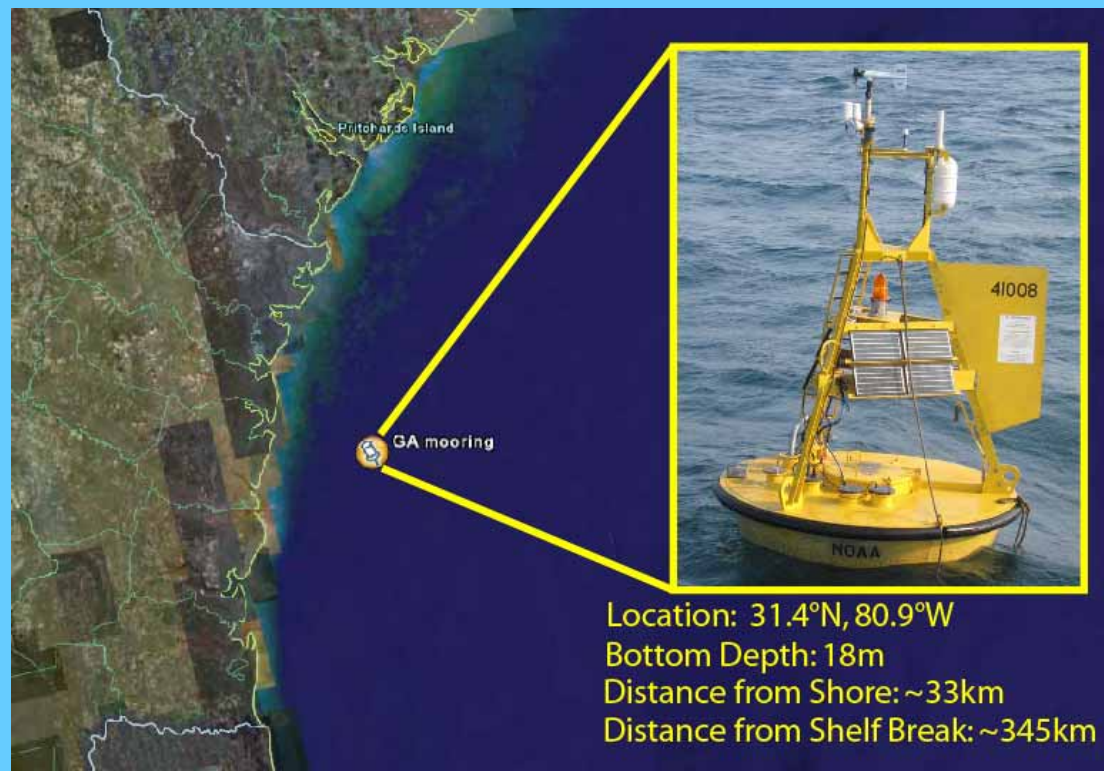 Pritchards Island
GA mooring
41008
NOAA
Location: 31.4°N, 80.9°W
Bottom Depth: 18m
Distance from Shore: ~33km
Distance from Shelf Break: ~345km